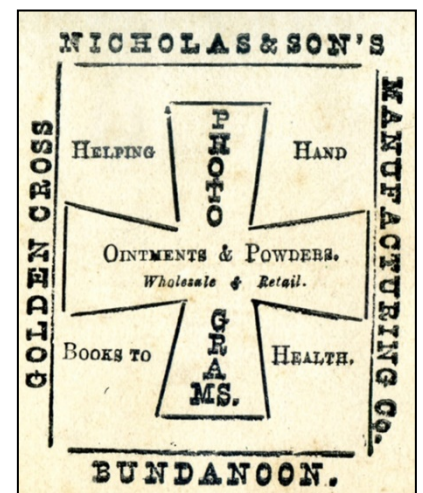 NICHOLAS & SON'S
GOLDEN CROSS
MANUFACTURING Co.
HELPING
HAND
PHOTO
OINTMENTS & POWDERS.
Wholesale & Retail.
GRAMS.
BOOKS TO
HEALTH.
BUNDANOON.